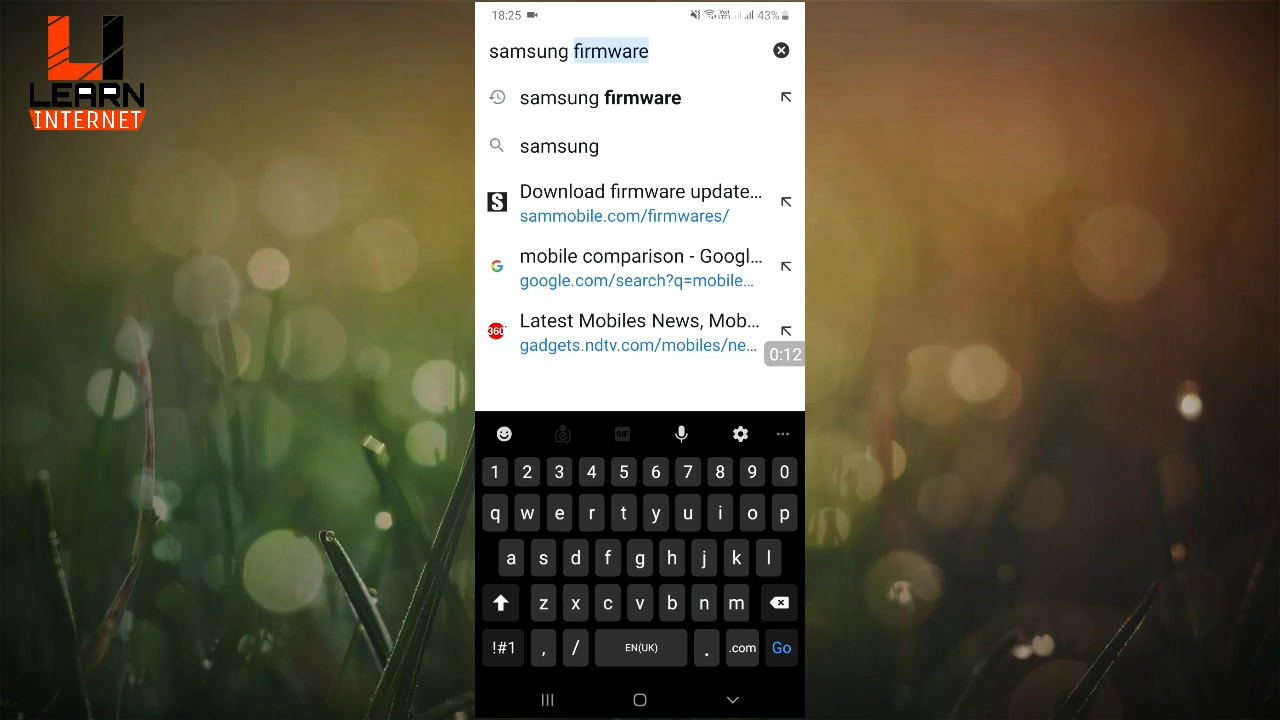 LEARN
INTERNET
18:25
43%
samsung firmware
samsung firmware
samsung
Download firmware update...
sammobile.com/firmwares/
mobile comparison - Googl...
google.com/search?q=mobile...
360
Latest Mobiles News, Mob...
gadgets.ndtv.com/mobiles/ne...
0:12
GIF
1 2 3 4 5 6 7 8 9 0
q w e r t y u i o p
a s d f g h j k l
z x c v b n m
!#1 , / EN(UK) . .com Go